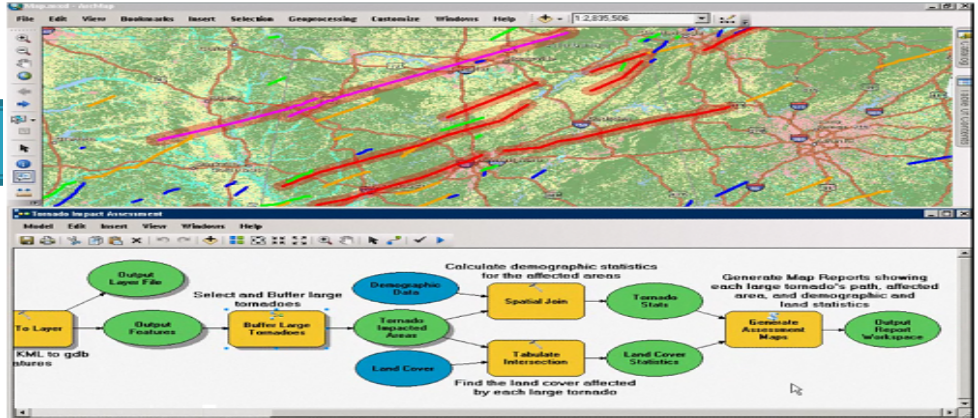 File Edit View Bookmarks Insert Selection Geoprocessing Customize Windows Help
1:2,835,506
Tornado Impact Assessment
Model Edit Insert View Windows Help
Output
Layer File
To Layer
Output
Features
KML to gdb
Select and Buffer large
tornadoes
Buffer Large
Tornadoes
Calculate demographic statistics
for the affected areas
Demographic
Data
Tornado
Impacted
Areas
Land Cover
Spatial Join
Tabulate
Intersection
Find the land cover affected
by each large tornado
Tornado
Stats
Land Cover
Statistics
Generate Map Reports showing
each large tornado's path, affected
area, and demographic and
land statistics
Generate
Assessment
Maps
Output
Report
Workspace